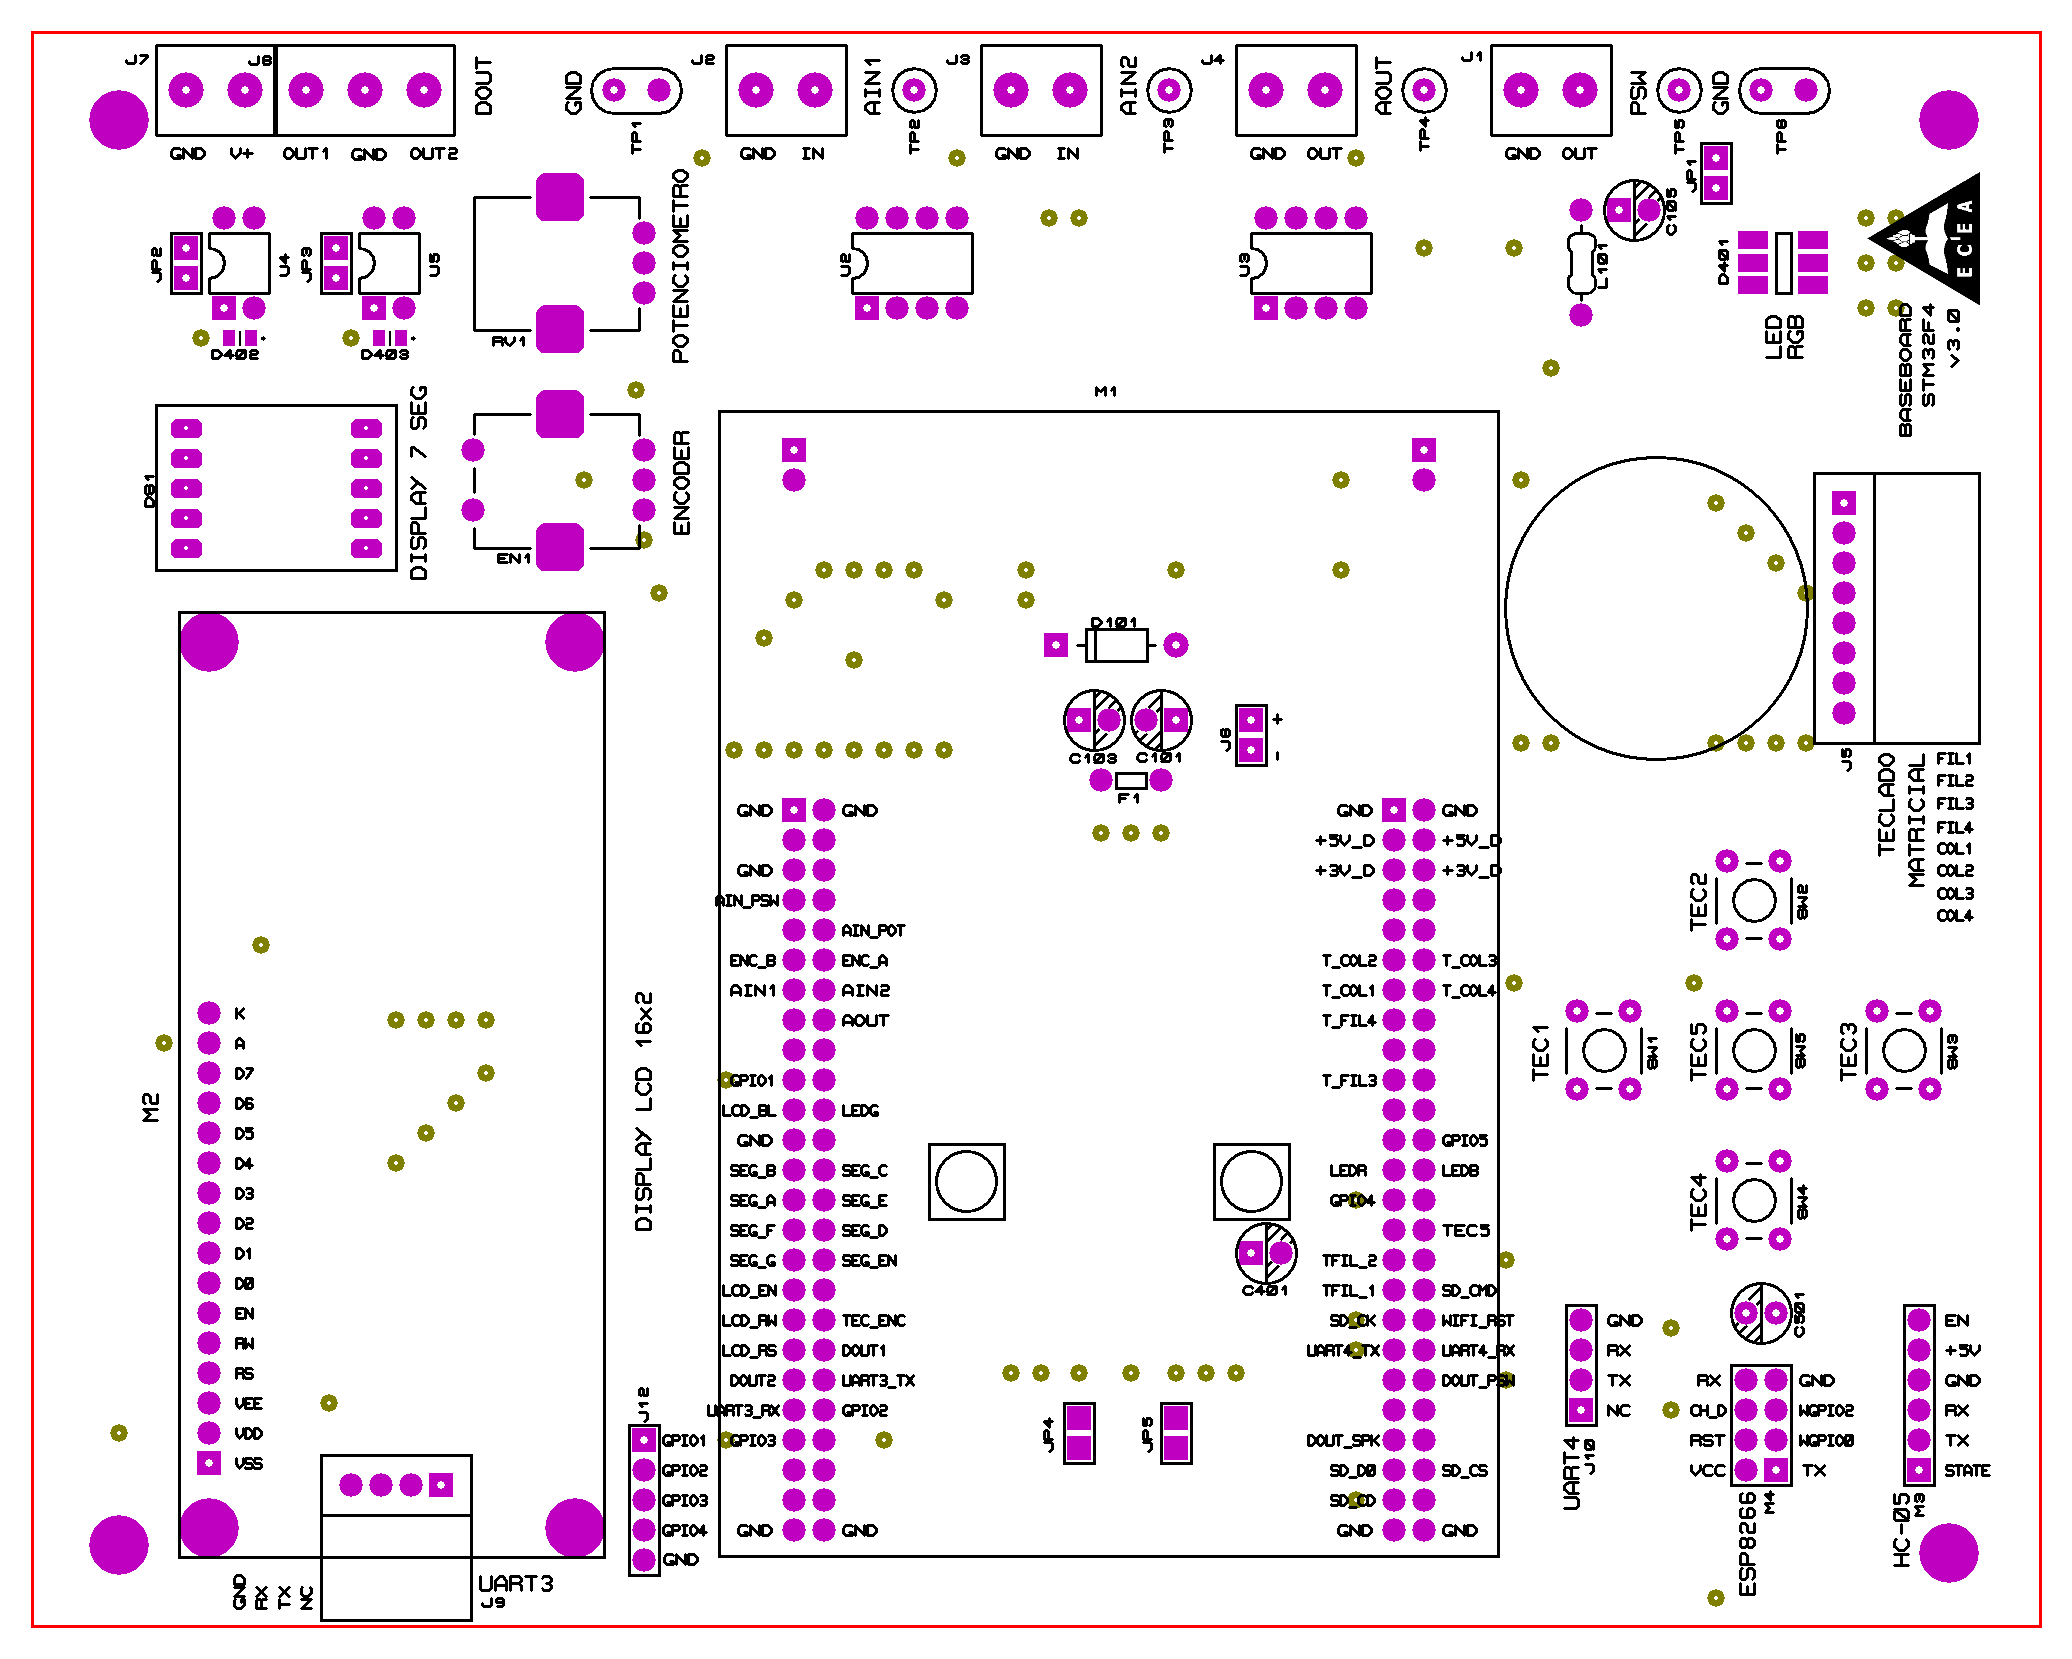 J7
J8
DOUT
GND
TP1
J2
AIN1
TP2
J3
AIN2
TP3
J4
AOUT
TP4
J1
PSW
TP5
GND
TP6
GND V+ OUT1 GND OUT2
GND IN
GND IN
GND OUT
GND OUT
JP1
C105
JP2
U4
JP3
U5
POTENCIOMETRO
RV1
U2
U3
L101
D401
LED
RGB
ECEA
BASEBOARD
STM32F4
v3.0
D402
D403
DS1
DISPLAY 7 SEG
ENCODER
EN1
M1
D101
C103
C101
F1
J6
+
-
J5
TECLADO
MATRICIAL
FIL1
FIL2
FIL3
FIL4
COL1
COL2
COL3
COL4
GND GND
GND
AIN_PSW
AIN_POT
ENC_B ENC_A
AIN1 AIN2
AOUT
GPIO1
LCD_BL LEDG
GND
SEG_B SEG_C
SEG_A SEG_E
SEG_F SEG_D
SEG_G SEG_EN
LCD_EN
LCD_RW TEC_ENC
LCD_RS DOUT1
DOUT2 UART3_TX
UART3_RX GPIO2
GPIO3
GND GND
GND GND
+5V_D +5V_D
+3V_D +3V_D
T_COL2 T_COL3
T_COL1 T_COL4
T_FIL4
T_FIL3
GPIO5
LEDR LEDB
GPIO4
TEC5
TFIL_2
TFIL_1 SD_CMD
SD_CK WIFI_RST
UART4_TX UART4_RX
DOUT_PSW
DOUT_SPK
SD_D0 SD_CS
SD_CD
GND GND
C401
JP4
JP5
TEC2
SW2
TEC1
SW1
TEC5
SW5
TEC3
SW3
TEC4
SW4
M2
K
A
D7
D6
D5
D4
D3
D2
D1
D0
EN
RW
RS
VEE
VDD
VSS
DISPLAY LCD 16x2
J12
GPIO1
GPIO2
GPIO3
GPIO4
GND
GND
RX
TX
NC
UART3
J9
GND
RX
TX
NC
UART4
J10
C501
RX GND
CH_D WGPIO2
RST WGPIO0
VCC TX
ESP8266
M4
EN
+5V
GND
RX
TX
STATE
HC-05
M3